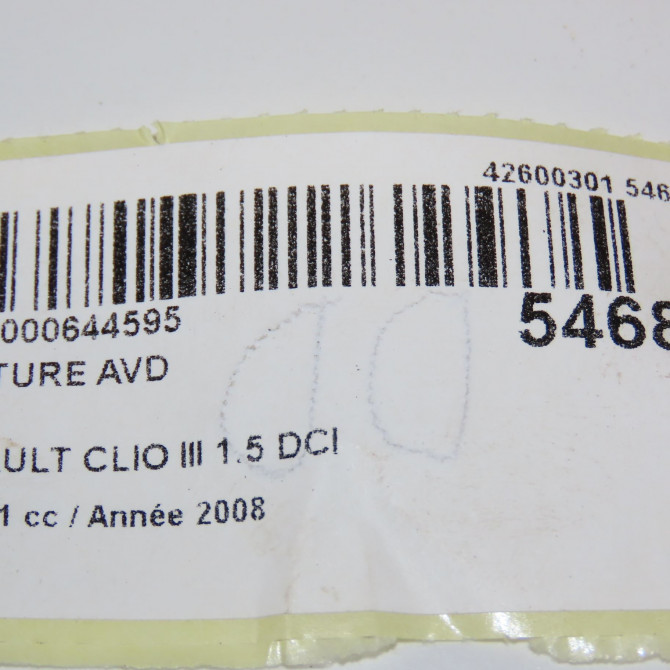 42600301 546
000644595
5468
TURE AVD
ULT CLIO III 1.5 DCI
1 cc / Année 2008